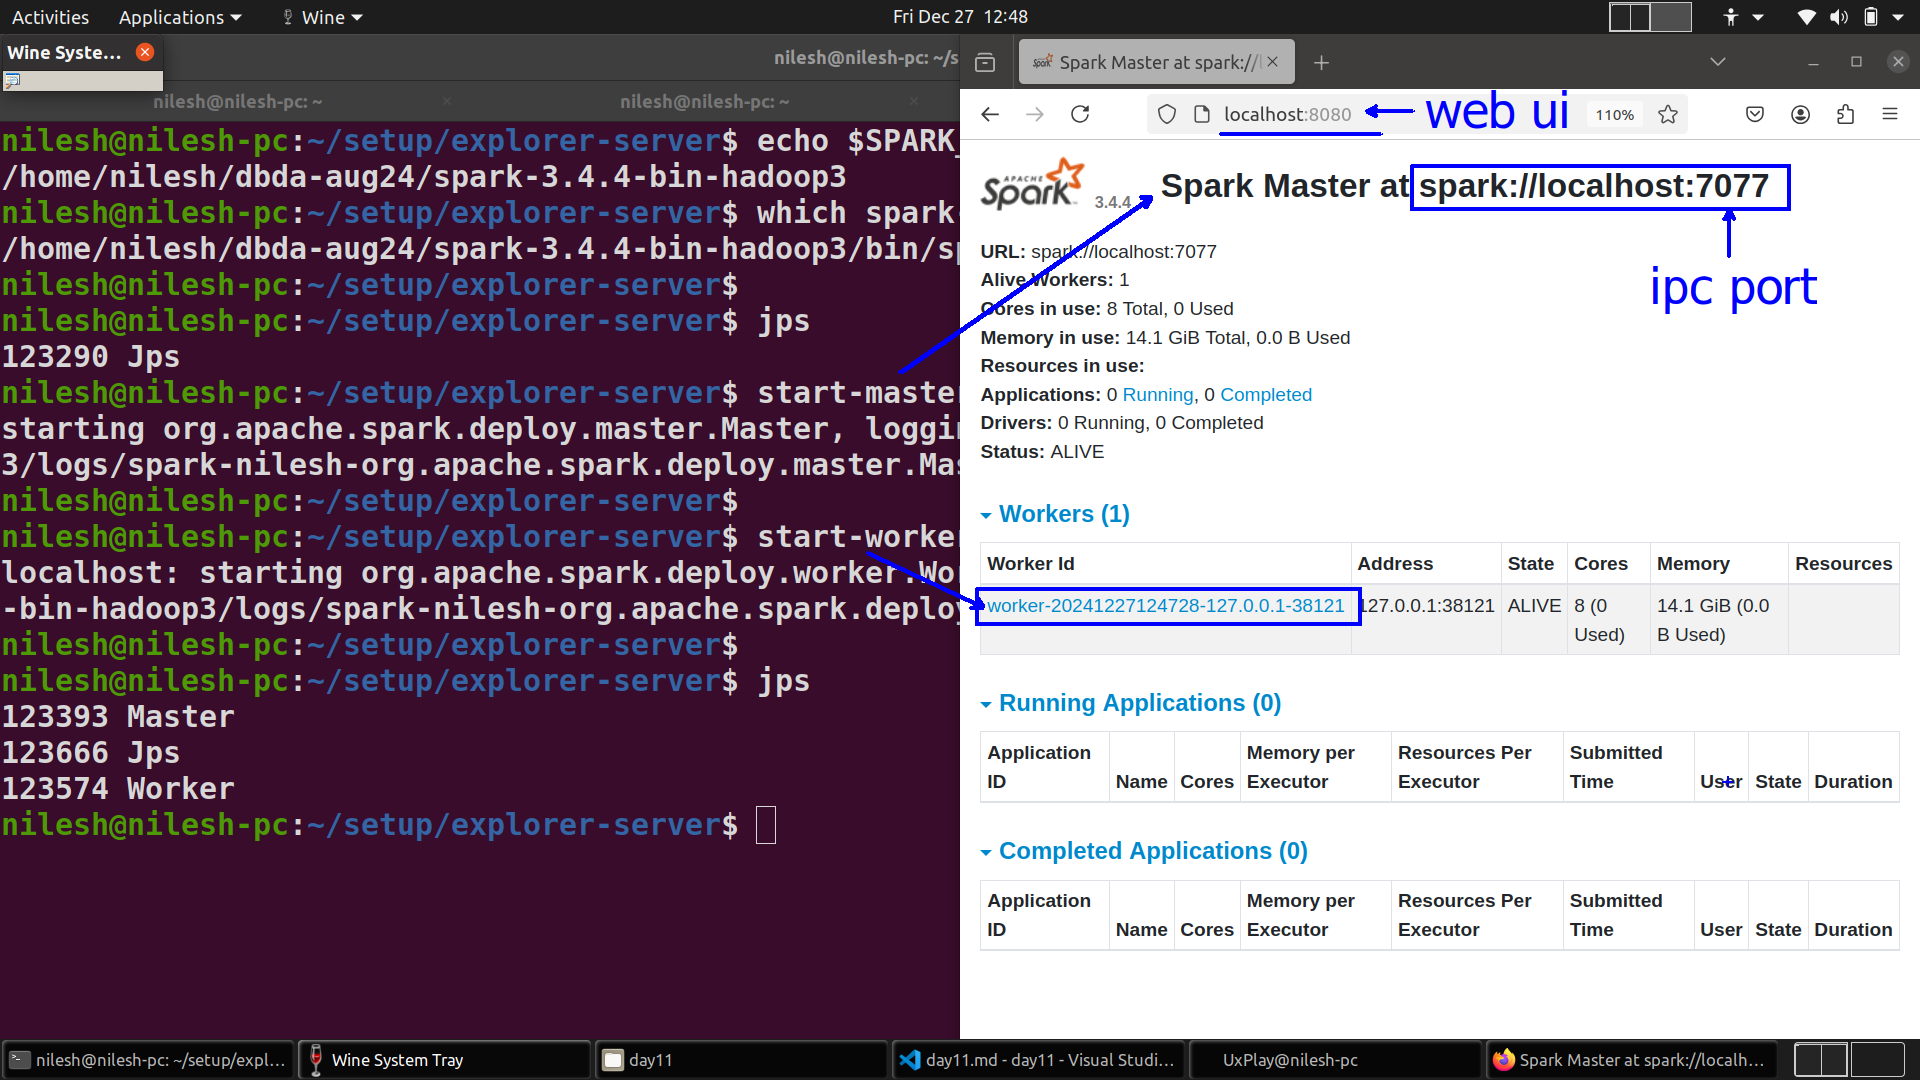 Activities
Applications
Wine
Fri Dec 27 12:48
Wine Syste...
nilesh@nilesh-pc: ~/s
nilesh@nilesh-pc: ~
nilesh@nilesh-pc: ~
nilesh@nilesh-pc:~/setup/explorer-server$ echo $SPARK_
/home/nilesh/dbda-aug24/spark-3.4.4-bin-hadoop3
nilesh@nilesh-pc:~/setup/explorer-server$ which spark-
/home/nilesh/dbda-aug24/spark-3.4.4-bin-hadoop3/bin/sp
nilesh@nilesh-pc:~/setup/explorer-server$
nilesh@nilesh-pc:~/setup/explorer-server$ jps
123290 Jps
nilesh@nilesh-pc:~/setup/explorer-server$ start-master
starting org.apache.spark.deploy.master.Master, loggin
3/logs/spark-nilesh-org.apache.spark.deploy.master.Mas
nilesh@nilesh-pc:~/setup/explorer-server$
nilesh@nilesh-pc:~/setup/explorer-server$ start-worker
localhost: starting org.apache.spark.deploy.worker.Wor
-bin-hadoop3/logs/spark-nilesh-org.apache.spark.deploy
nilesh@nilesh-pc:~/setup/explorer-server$
nilesh@nilesh-pc:~/setup/explorer-server$ jps
123393 Master
123666 Jps
123574 Worker
nilesh@nilesh-pc:~/setup/explorer-server$
Spark Master at spark://l
localhost:8080
web ui
110%
APACHE
Spark
3.4.4
Spark Master at spark://localhost:7077
ipc port
URL: spark://localhost:7077
Alive Workers: 1
Cores in use: 8 Total, 0 Used
Memory in use: 14.1 GiB Total, 0.0 B Used
Resources in use:
Applications: 0 Running, 0 Completed
Drivers: 0 Running, 0 Completed
Status: ALIVE
Workers (1)
Worker Id Address State Cores Memory Resources
worker-20241227124728-127.0.0.1-38121 127.0.0.1:38121 ALIVE 8 (0 14.1 GiB (0.0
Used) B Used)
Running Applications (0)
Application Memory per Resources Per Submitted
ID Name Cores Executor Executor Time User State Duration
Completed Applications (0)
Application Memory per Resources Per Submitted
ID Name Cores Executor Executor Time User State Duration
nilesh@nilesh-pc: ~/setup/expl...
Wine System Tray
day11
day11.md - day11 - Visual Studi...
UxPlay@nilesh-pc
Spark Master at spark://localh...